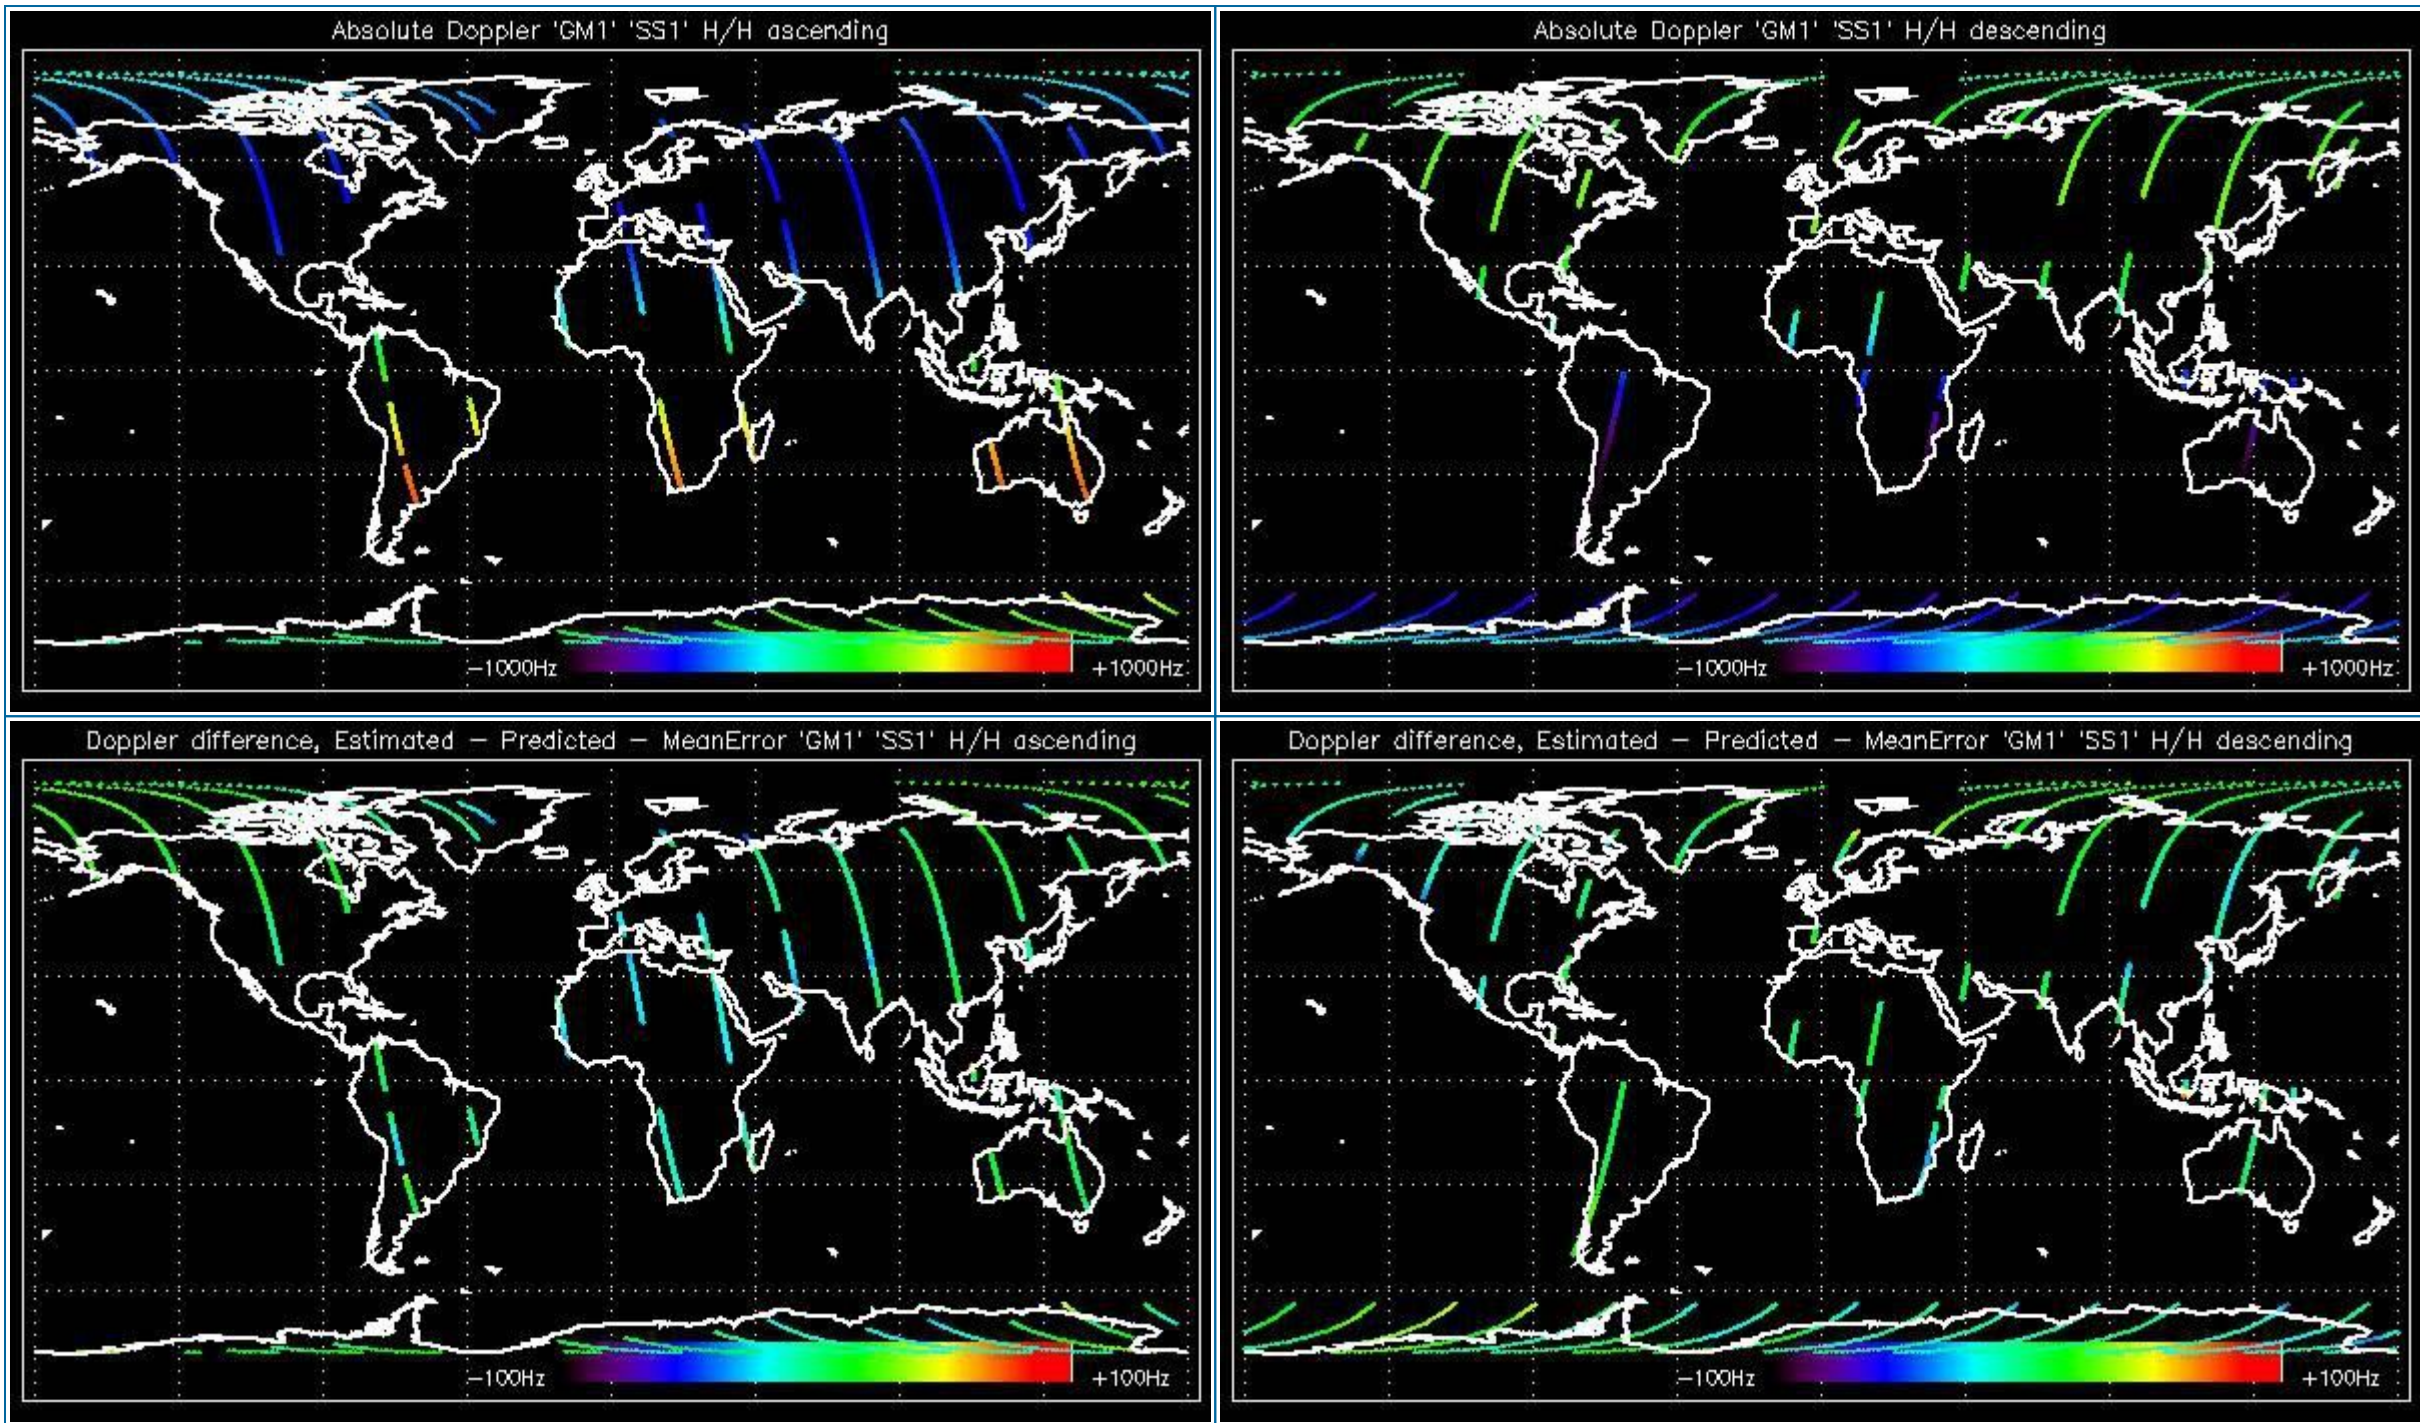 Absolute Doppler 'GM1' 'SS1' H/H ascending
−1000Hz
+1000Hz
Absolute Doppler 'GM1' 'SS1' H/H descending
−1000Hz
+1000Hz
Doppler difference, Estimated − Predicted − MeanError 'GM1' 'SS1' H/H ascending
−100Hz
+100Hz
Doppler difference, Estimated − Predicted − MeanError 'GM1' 'SS1' H/H descending
−100Hz
+100Hz